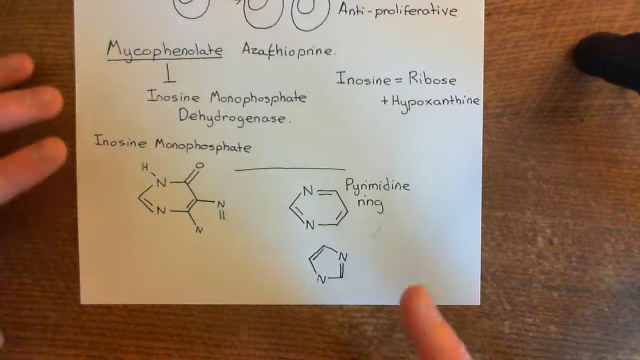 Anti-proliferative
Mycophenolate Azathioprine.
Inosine Monophosphate
Dehydrogenase.
Inosine = Ribose
+ Hypoxanthine
Inosine Monophosphate
H
N
O
N
N
N
N
N
Pyrimidine
ring
N
N